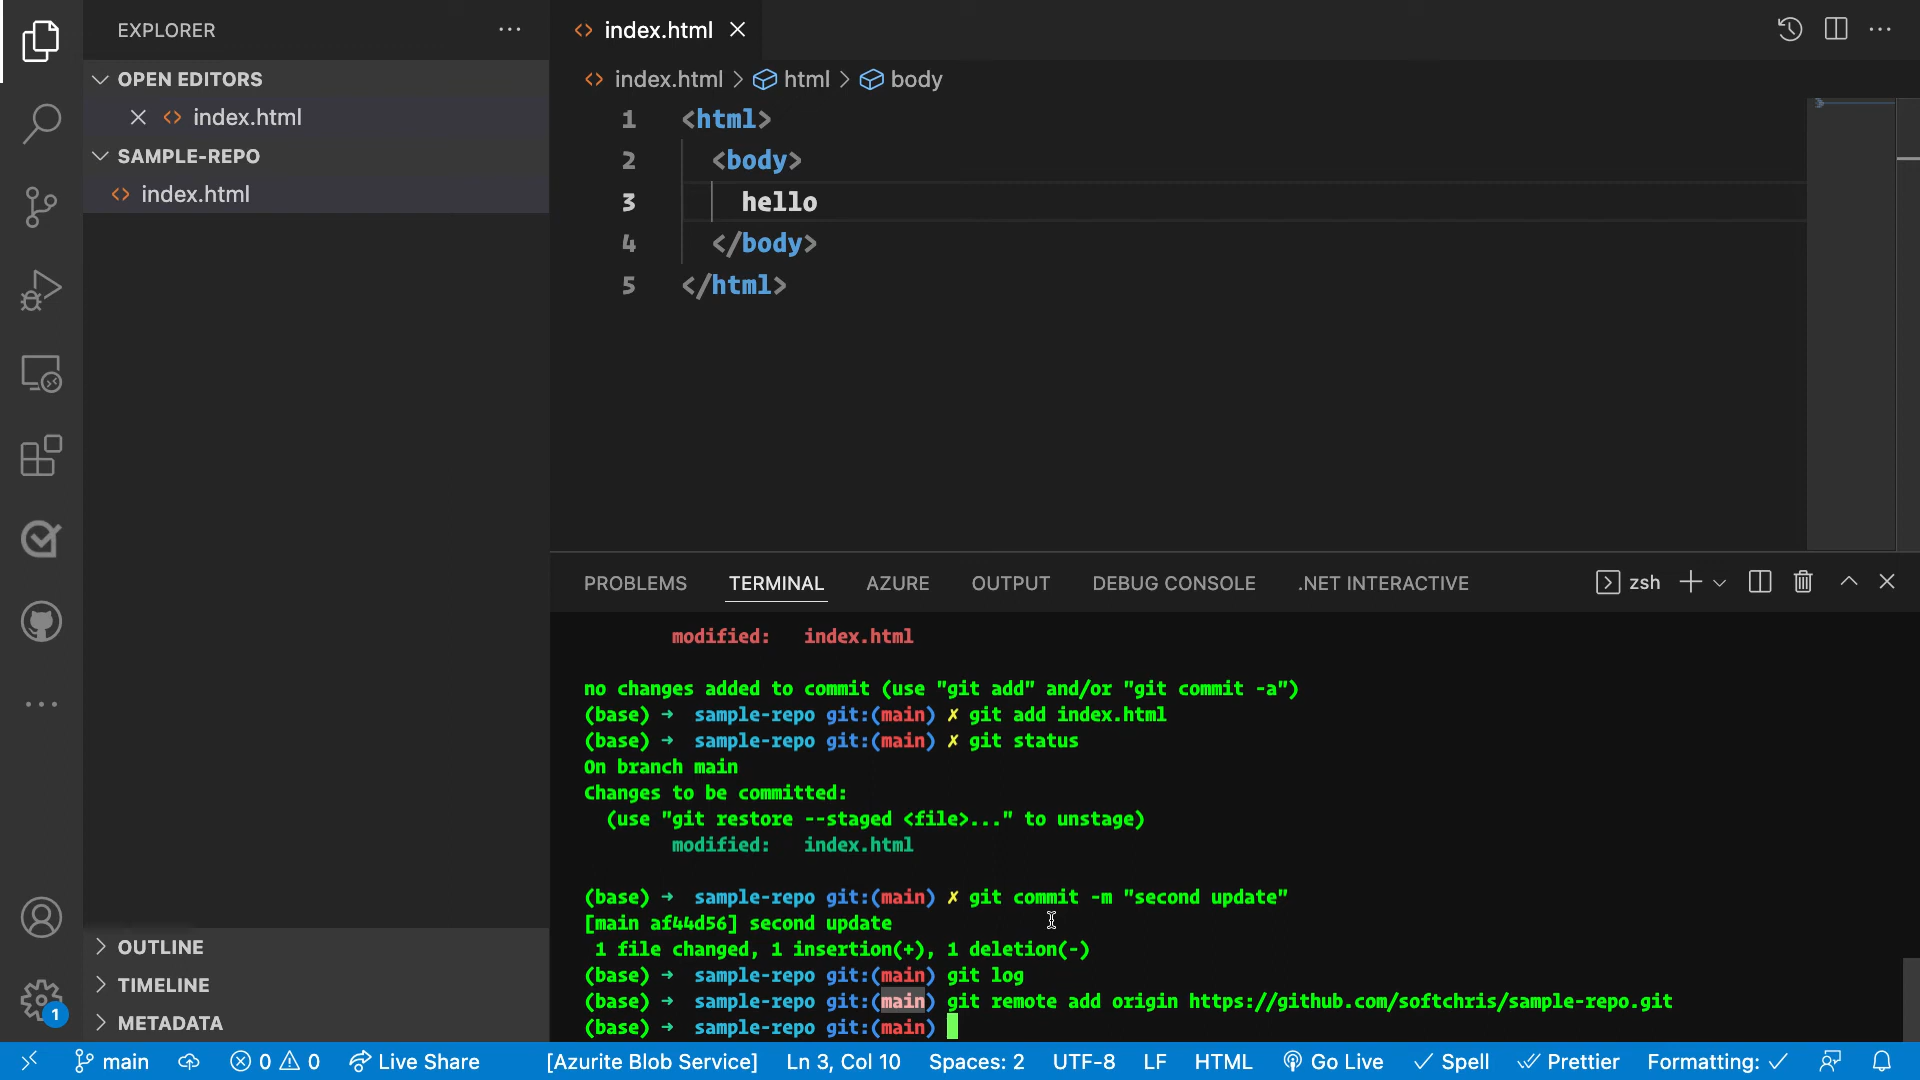 EXPLORER
OPEN EDITORS
index.html
SAMPLE-REPO
index.html
OUTLINE
TIMELINE
METADATA
1
index.html
index.html > html > body
1 <html>
2 <body>
3 hello
4 </body>
5 </html>
PROBLEMS TERMINAL AZURE OUTPUT DEBUG CONSOLE .NET INTERACTIVE zsh
modified: index.html
no changes added to commit (use "git add" and/or "git commit -a")
(base) → sample-repo git:(main) ✗ git add index.html
(base) → sample-repo git:(main) ✗ git status
On branch main
Changes to be committed:
(use "git restore --staged <file>..." to unstage)
modified: index.html
(base) → sample-repo git:(main) ✗ git commit -m "second update"
[main af44d56] second update
1 file changed, 1 insertion(+), 1 deletion(-)
(base) → sample-repo git:(main) git log
(base) → sample-repo git:(main) git remote add origin https://github.com/softchris/sample-repo.git
(base) → sample-repo git:(main)
main 0 0 Live Share [Azurite Blob Service] Ln 3, Col 10 Spaces: 2 UTF-8 LF HTML Go Live Spell Prettier Formatting: ✓